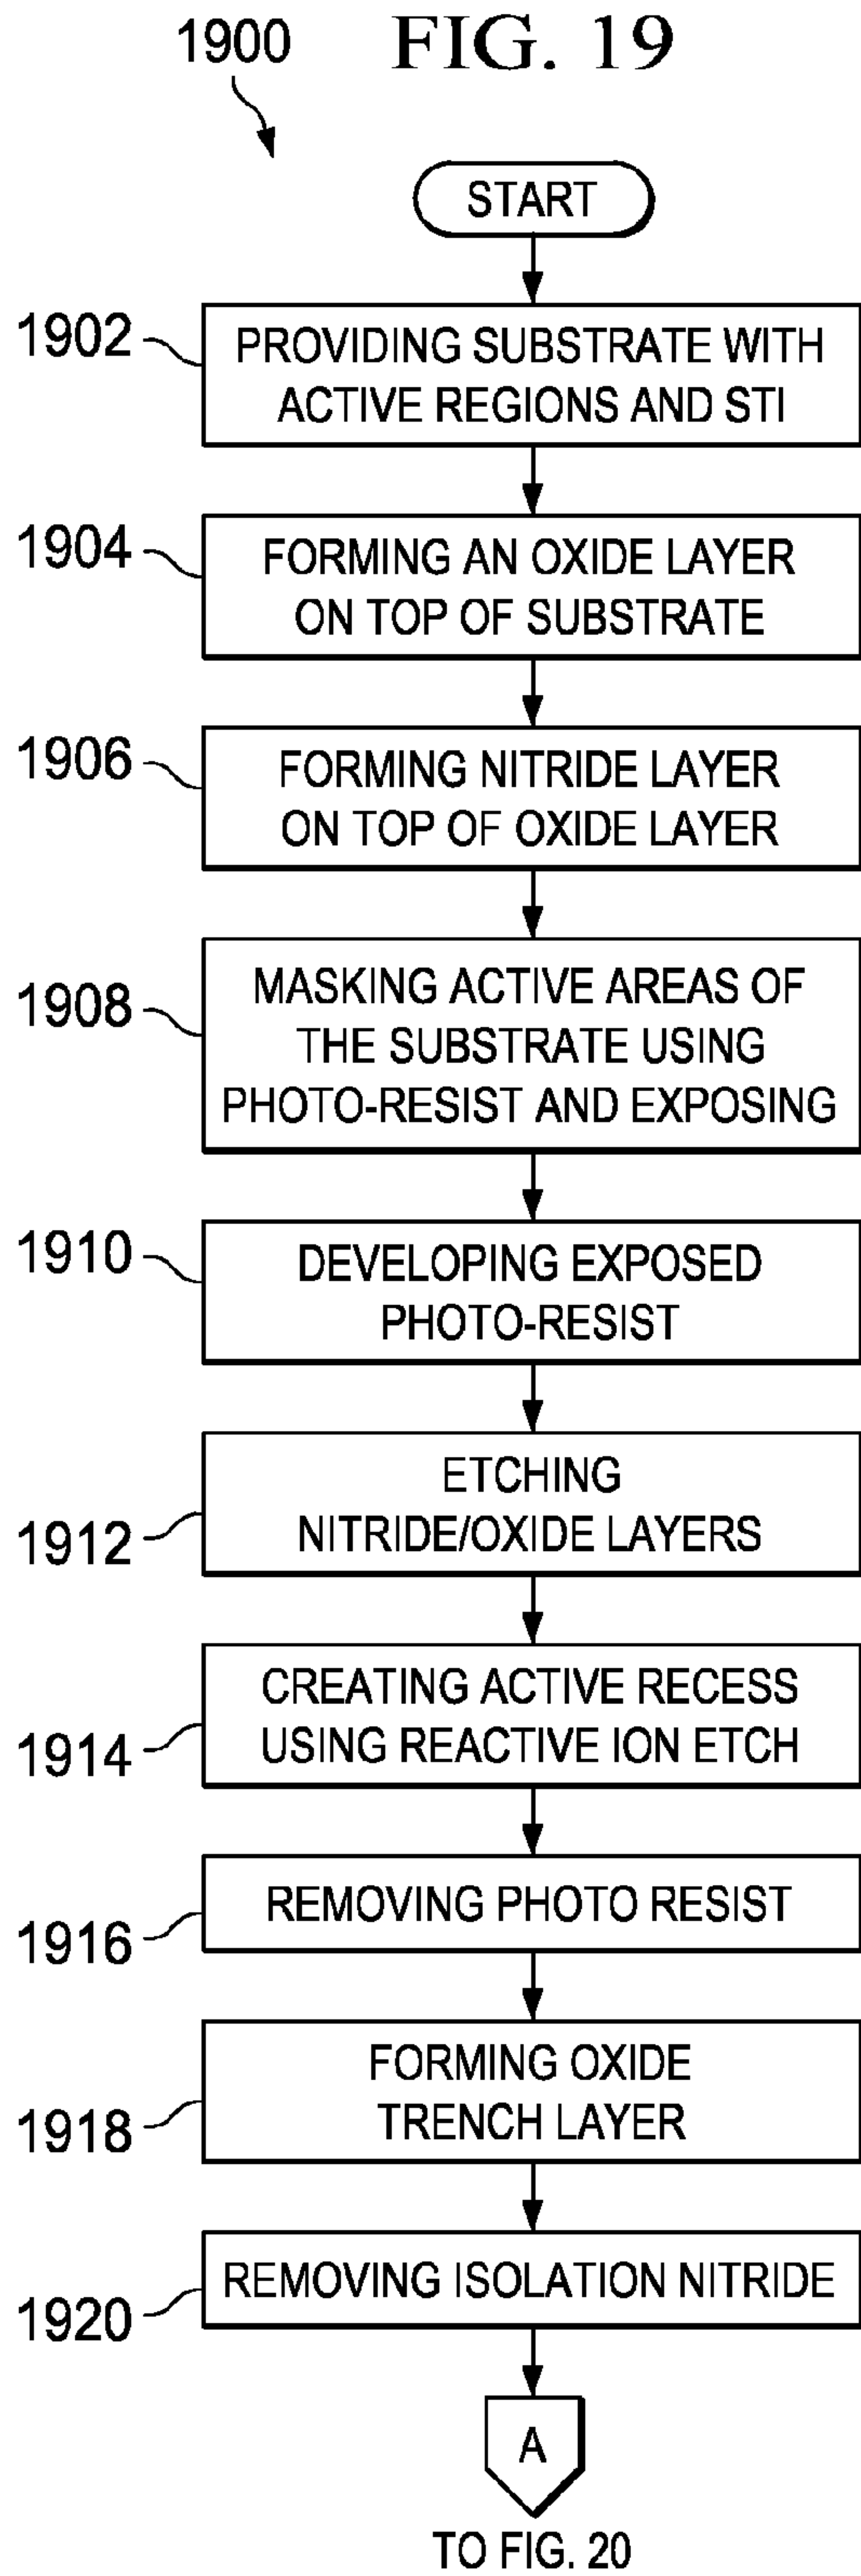 1900 FIG. 19
START
1902
PROVIDING SUBSTRATE WITH
ACTIVE REGIONS AND STI
1904
FORMING AN OXIDE LAYER
ON TOP OF SUBSTRATE
1906
FORMING NITRIDE LAYER
ON TOP OF OXIDE LAYER
1908
MASKING ACTIVE AREAS OF
THE SUBSTRATE USING
PHOTO-RESIST AND EXPOSING
1910
DEVELOPING EXPOSED
PHOTO-RESIST
1912
ETCHING
NITRIDE/OXIDE LAYERS
1914
CREATING ACTIVE RECESS
USING REACTIVE ION ETCH
1916
REMOVING PHOTO RESIST
1918
FORMING OXIDE
TRENCH LAYER
1920
REMOVING ISOLATION NITRIDE
A
TO FIG. 20